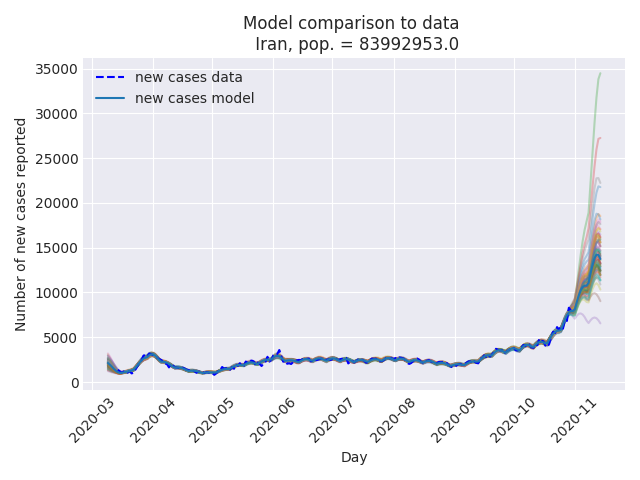 Model comparison to data
Iran, pop. = 83992953.0
new cases data
new cases model
Number of new cases reported
35000
30000
25000
20000
15000
10000
5000
0
2020-03
2020-04
2020-05
2020-06
2020-07
2020-08
2020-09
2020-10
2020-11
Day